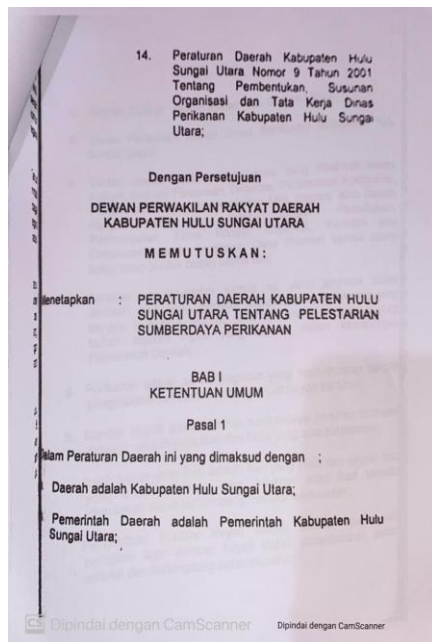 14. Peraturan Daerah Kabupaten Hulu
Sungai Utara Nomor 9 Tahun 2001
Tentang Pembentukan, Susunan
Organisasi dan Tata Kerja Dinas
Perikanan Kabupaten Hulu Sungai
Utara;
Dengan Persetujuan
DEWAN PERWAKILAN RAKYAT DAERAH
KABUPATEN HULU SUNGAI UTARA
M E M U T U S K A N :
Menetapkan : PERATURAN DAERAH KABUPATEN HULU
SUNGAI UTARA TENTANG PELESTARIAN
SUMBERDAYA PERIKANAN
BAB I
KETENTUAN UMUM
Pasal 1
Dalam Peraturan Daerah ini yang dimaksud dengan ;
Daerah adalah Kabupaten Hulu Sungai Utara;
Pemerintah Daerah adalah Pemerintah Kabupaten Hulu
Sungai Utara;
CS Dipindai dengan CamScanner
Dipindai dengan CamScanner